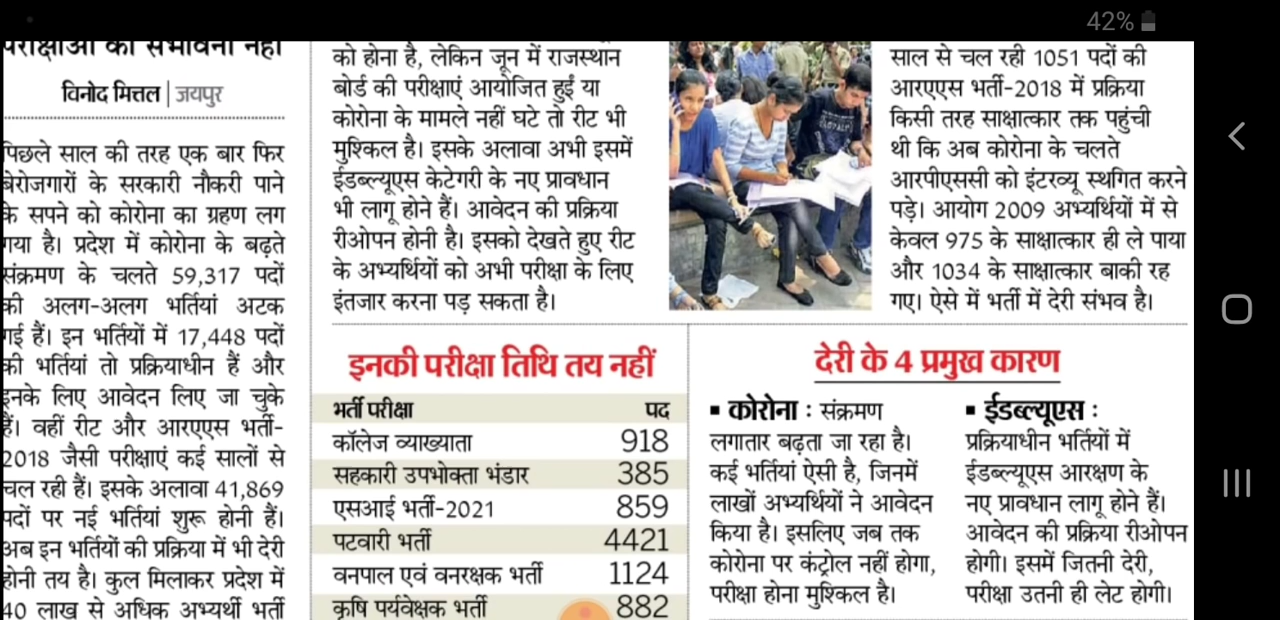 42%
परीक्षाओं की संभावना नहीं
विनोद मित्तल | जयपुर
पिछले साल की तरह एक बार फिर
बेरोजगारों के सरकारी नौकरी पाने
के सपने को कोरोना का ग्रहण लग
गया है। प्रदेश में कोरोना के बढ़ते
संक्रमण के चलते 59,317 पदों
की अलग-अलग भर्तियां अटक
गई हैं। इन भर्तियों में 17,448 पदों
की भर्तियां तो प्रक्रियाधीन हैं और
इनके लिए आवेदन लिए जा चुके
हैं। वहीं रीट और आरएएस भर्ती-
2018 जैसी परीक्षाएं कई सालों से
चल रही हैं। इसके अलावा 41,869
पदों पर नई भर्तियां शुरू होनी हैं।
अब इन भर्तियों की प्रक्रिया में भी देरी
होनी तय है। कुल मिलाकर प्रदेश में
40 लाख से अधिक अभ्यर्थी भर्ती
को होना है, लेकिन जून में राजस्थान
बोर्ड की परीक्षाएं आयोजित हुईं या
कोरोना के मामले नहीं घटे तो रीट भी
मुश्किल है। इसके अलावा अभी इसमें
ईडब्ल्यूएस केटेगरी के नए प्रावधान
भी लागू होने हैं। आवेदन की प्रक्रिया
रीओपन होनी है। इसको देखते हुए रीट
के अभ्यर्थियों को अभी परीक्षा के लिए
इंतजार करना पड़ सकता है।
साल से चल रही 1051 पदों की
आरएएस भर्ती-2018 में प्रक्रिया
किसी तरह साक्षात्कार तक पहुंची
थी कि अब कोरोना के चलते
आरपीएससी को इंटरव्यू स्थगित करने
पड़े। आयोग 2009 अभ्यर्थियों में से
केवल 975 के साक्षात्कार ही ले पाया
और 1034 के साक्षात्कार बाकी रह
गए। ऐसे में भर्ती में देरी संभव है।
इनकी परीक्षा तिथि तय नहीं
भर्ती परीक्षा पद
कॉलेज व्याख्याता 918
सहकारी उपभोक्ता भंडार 385
एसआई भर्ती-2021 859
पटवारी भर्ती 4421
वनपाल एवं वनरक्षक भर्ती 1124
कृषि पर्यवेक्षक भर्ती 882
देरी के 4 प्रमुख कारण
▪ कोरोना : संक्रमण
लगातार बढ़ता जा रहा है।
कई भर्तियां ऐसी है, जिनमें
लाखों अभ्यर्थियों ने आवेदन
किया है। इसलिए जब तक
कोरोना पर कंट्रोल नहीं होगा,
परीक्षा होना मुश्किल है।
▪ ईडब्ल्यूएस :
प्रक्रियाधीन भर्तियों में
ईडब्ल्यूएस आरक्षण के
नए प्रावधान लागू होने हैं।
आवेदन की प्रक्रिया रीओपन
होगी। इसमें जितनी देरी,
परीक्षा उतनी ही लेट होगी।